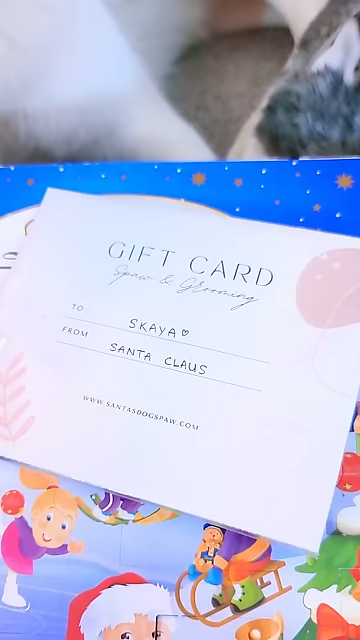 GIFT CARD
Spaw & Grooming
TO SKAYA♡
FROM SANTA CLAUS
WWW.SANTASDOGSPAW.COM